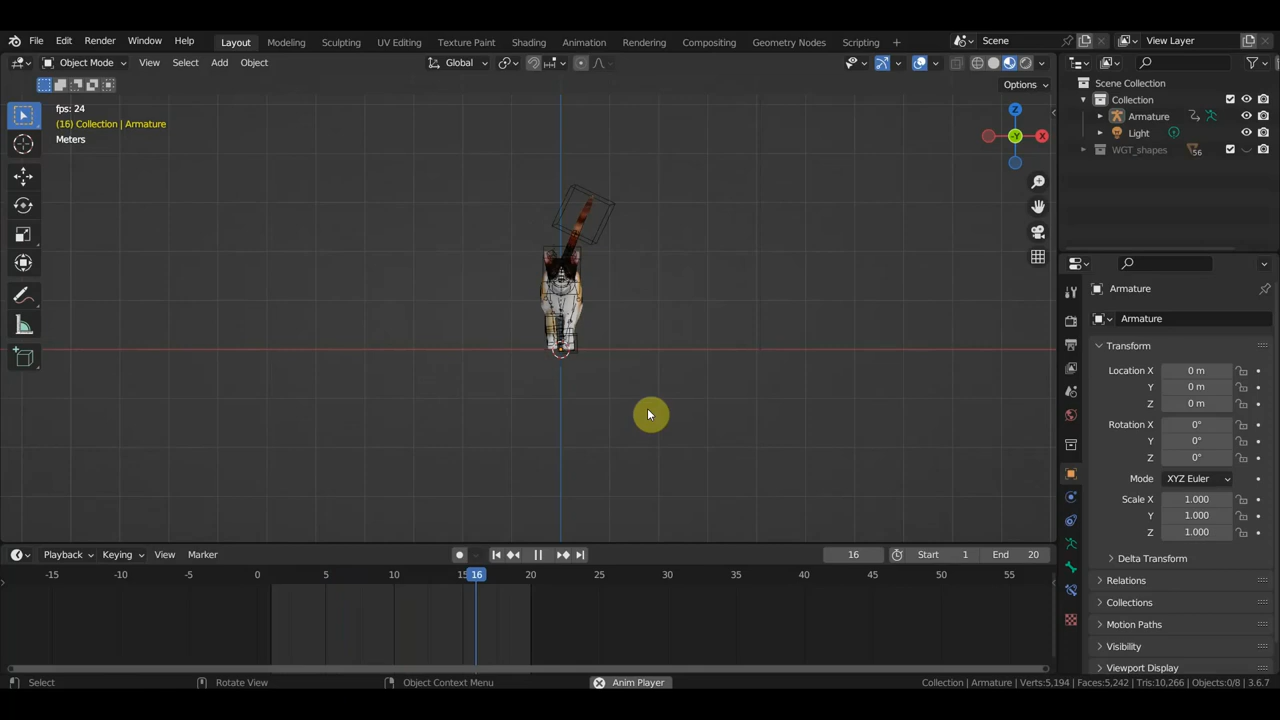 File Edit Render Window Help Layout Modeling Sculpting UV Editing Texture Paint Shading Animation Rendering Compositing Geometry Nodes Scripting + Scene View Layer
Object Mode View Select Add Object Global
Options
fps: 24
(16) Collection | Armature
Meters
Z
X
-Y
Scene Collection
Collection
Armature
Light
WGT_shapes 56
Armature
Armature
Transform
Location X 0 m
Y 0 m
Z 0 m
Rotation X 0°
Y 0°
Z 0°
Mode XYZ Euler
Scale X 1.000
Y 1.000
Z 1.000
Delta Transform
Relations
Collections
Motion Paths
Visibility
Viewport Display
Playback Keying View Marker 16 Start 1 End 20
-15 -10 -5 0 5 10 15 16 20 25 30 35 40 45 50 55
Select Rotate View Object Context Menu Anim Player Collection | Armature | Verts:5,194 | Faces:5,242 | Tris:10,266 | Objects:0/8 | 3.6.7